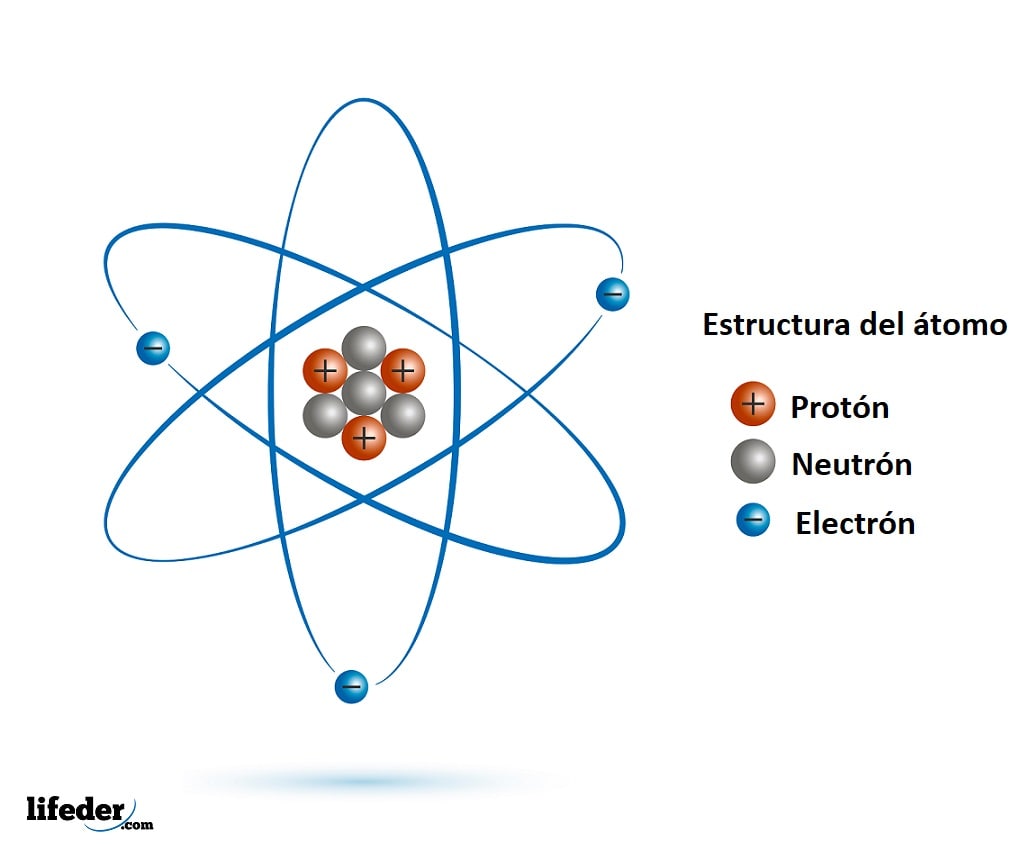 Estructura del átomo
+ + Protón
+ Neutrón
+ Electrón
−
−
−
−
lifeder.com